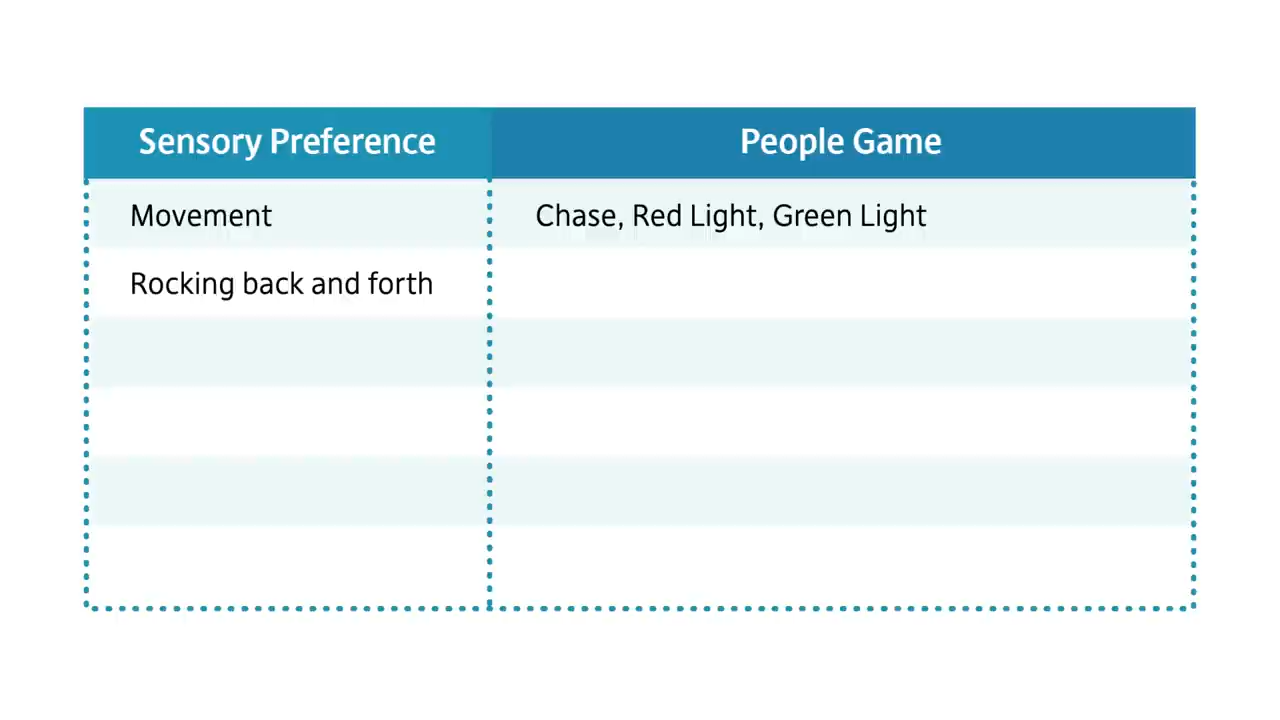 Sensory Preference People Game
Movement Chase, Red Light, Green Light
Rocking back and forth